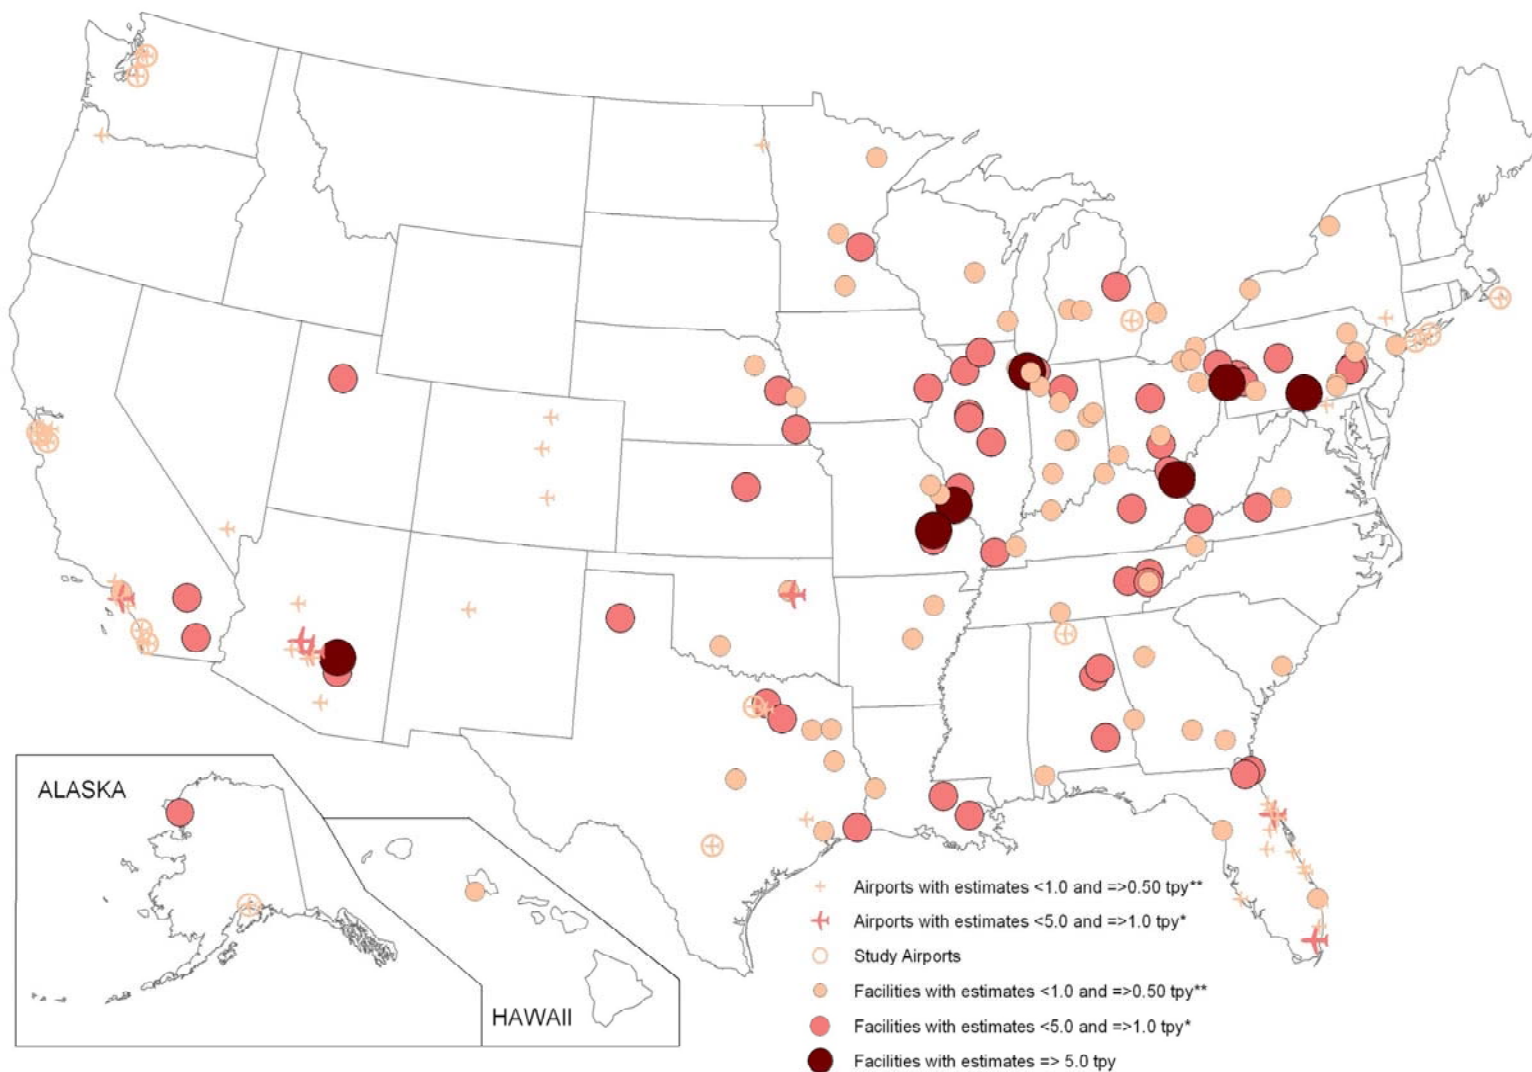 ALASKA
HAWAII
Airports with estimates <1.0 and =>0.50 tpy**
Airports with estimates <5.0 and =>1.0 tpy*
Study Airports
Facilities with estimates <1.0 and =>0.50 tpy**
Facilities with estimates <5.0 and =>1.0 tpy*
Facilities with estimates => 5.0 tpy